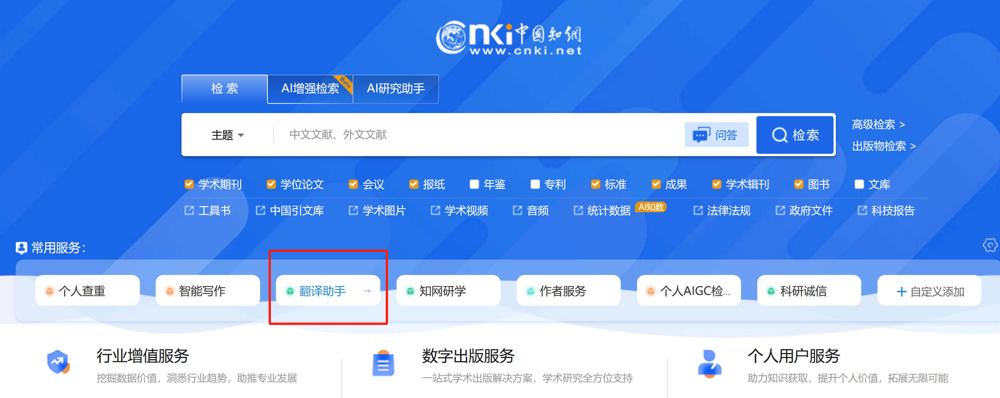 cnki中國知網
www.cnki.net
检 索 AI增强检索 Beta AI研究助手
主题 中文文献、外文文献 问答 检索
高级检索 >
出版物检索 >
学术期刊 学位论文 会议 报纸 年鉴 专利 标准 成果 学术辑刊 图书 文库
工具书 中国引文库 学术图片 学术视频 音频 统计数据 AI知数 法律法规 政府文件 科技报告
常用服务：
个人查重 智能写作 翻译助手 知网研学 作者服务 个人AIGC检... 科研诚信 +自定义添加
行业增值服务 数字出版服务 个人用户服务
挖掘数据价值，洞悉行业趋势，助推专业发展 一站式学术出版解决方案，学术研究全方位支持 助力知识获取，提升个人价值，拓展无限可能